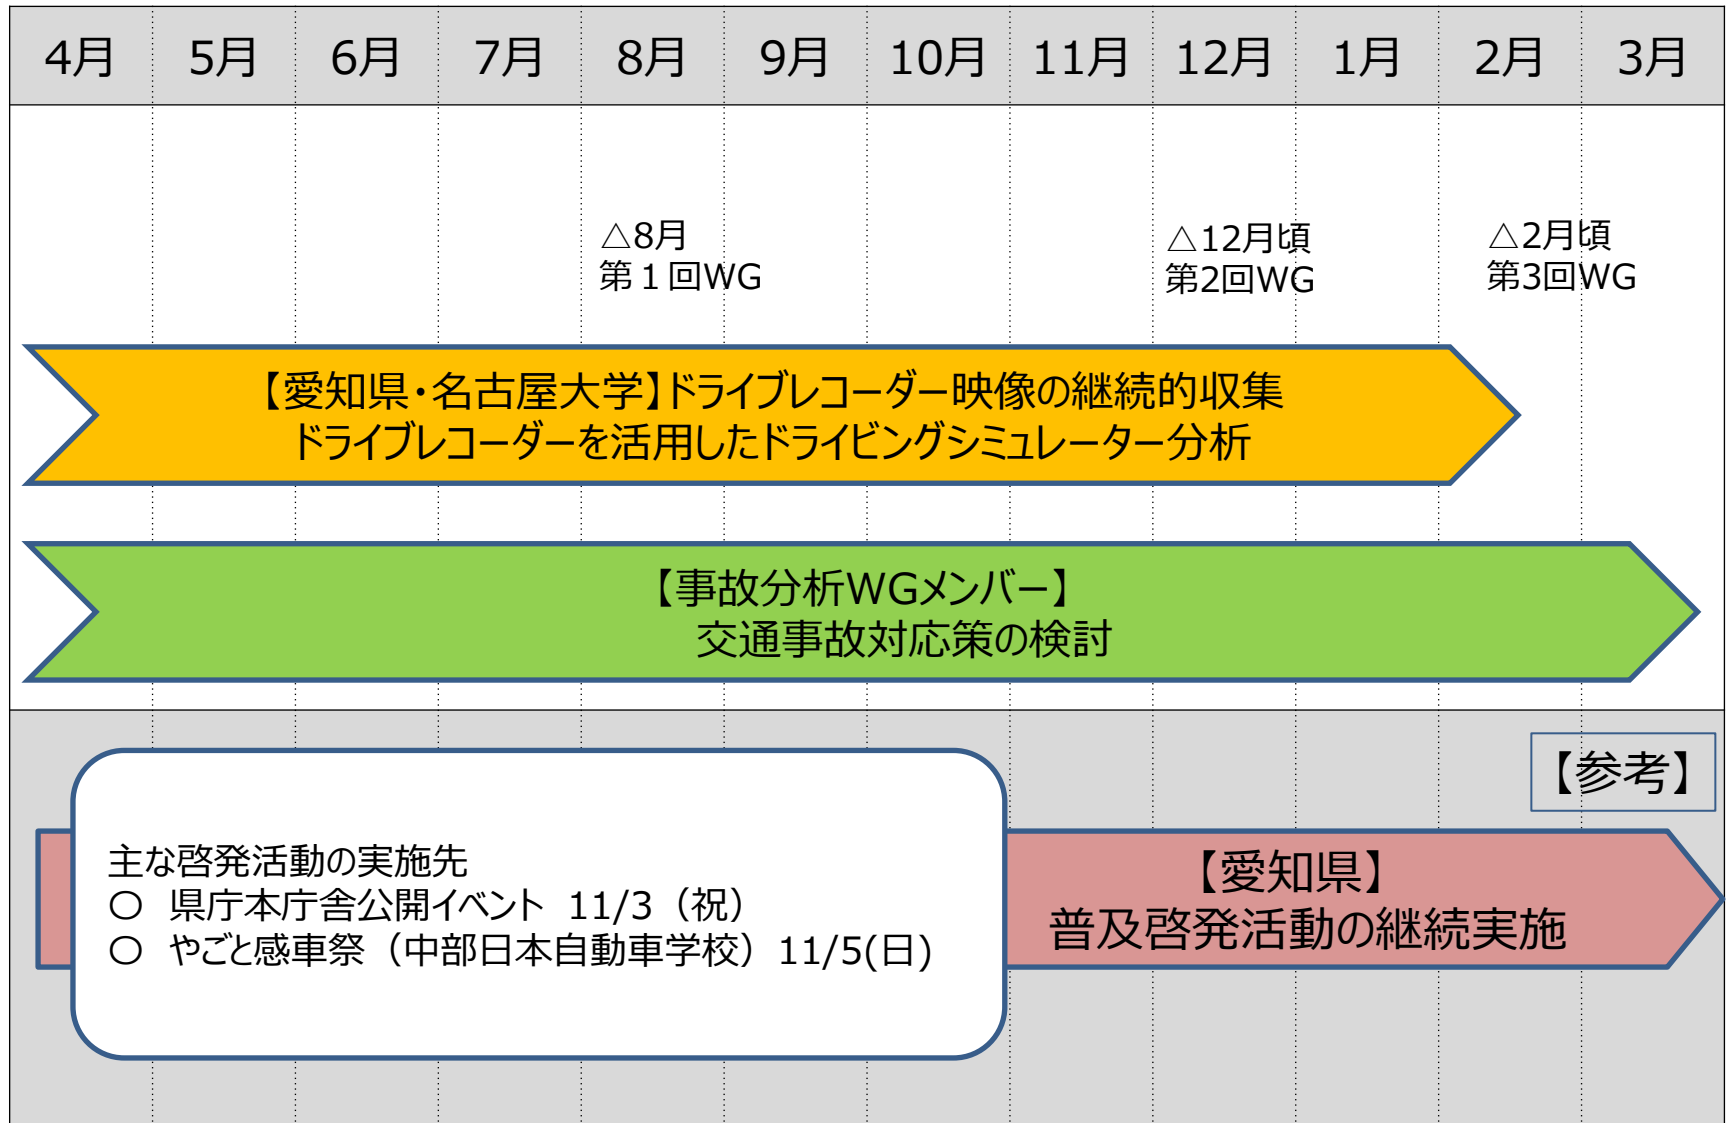 4月 5月 6月 7月 8月 9月 10月 11月 12月 1月 2月 3月
△8月
第１回WG
△12月頃
第2回WG
△2月頃
第3回WG
【愛知県・名古屋大学】ドライブレコーダー映像の継続的収集
ドライブレコーダーを活用したドライビングシミュレーター分析
【事故分析WGメンバー】
交通事故対応策の検討
【参考】
主な啓発活動の実施先
○ 県庁本庁舎公開イベント 11/3（祝）
○ やごと感車祭（中部日本自動車学校）11/5(日)
【愛知県】
普及啓発活動の継続実施